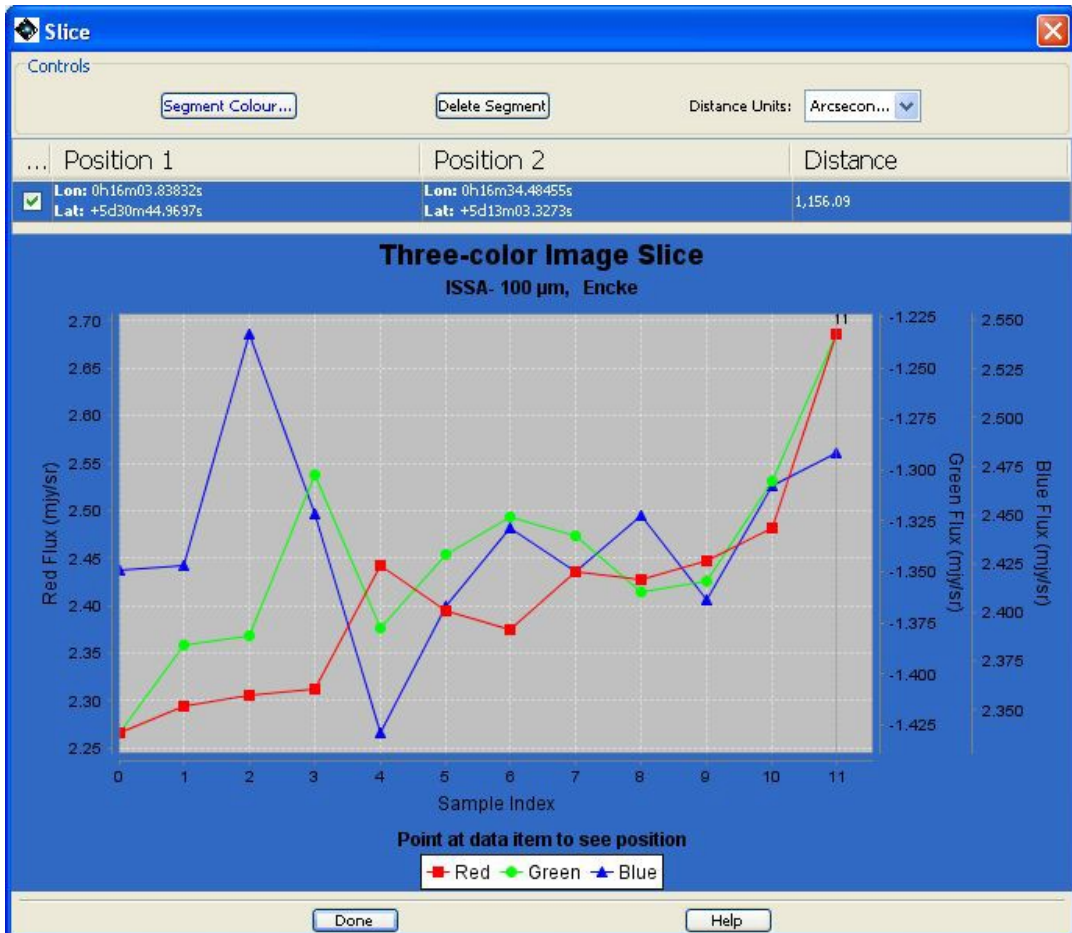 Slice
Controls
Segment Colour...
Delete Segment
Distance Units:
Arcsecon...
... Position 1 Position 2 Distance
Lon: 0h16m03.83832s Lon: 0h16m34.48455s
Lat: +5d30m44.9697s Lat: +5d13m03.3273s
1,156.09
Three-color Image Slice
ISSA- 100 µm, Encke
Red Flux (mjy/sr)
2.70
2.65
2.60
2.55
2.50
2.45
2.40
2.35
2.30
2.25
11
-1.225
-1.250
-1.275
-1.300
-1.325
-1.350
-1.375
-1.400
-1.425
Green Flux (mjy/sr)
2.550
2.525
2.500
2.475
2.450
2.425
2.400
2.375
2.350
Blue Flux (mjy/sr)
0 1 2 3 4 5 6 7 8 9 10 11
Sample Index
Point at data item to see position
Red Green Blue
Done
Help